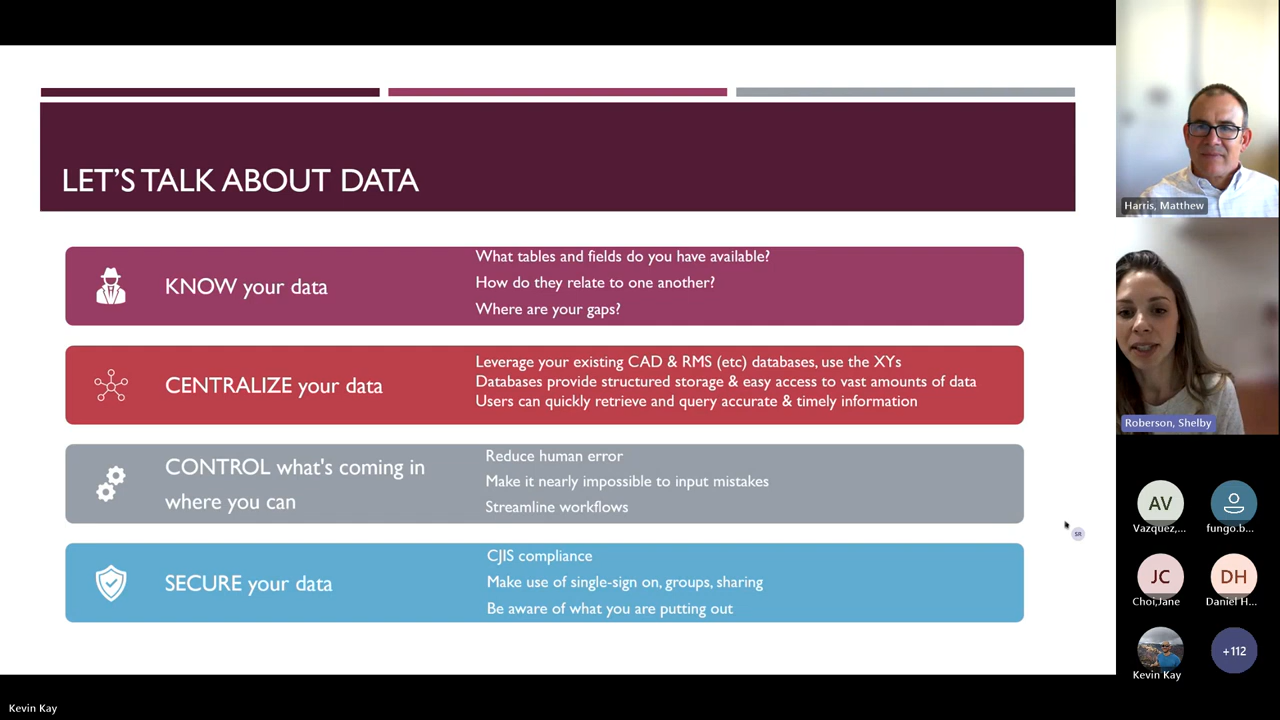 LET'S TALK ABOUT DATA
KNOW your data
What tables and fields do you have available?
How do they relate to one another?
Where are your gaps?
CENTRALIZE your data
Leverage your existing CAD & RMS (etc) databases, use the XYs
Databases provide structured storage & easy access to vast amounts of data
Users can quickly retrieve and query accurate & timely information
CONTROL what's coming in
where you can
Reduce human error
Make it nearly impossible to input mistakes
Streamline workflows
SECURE your data
CJIS compliance
Make use of single-sign on, groups, sharing
Be aware of what you are putting out
SR
Harris, Matthew
Roberson, Shelby
AV
Vazquez,...
fungo.b...
JC
Choi,Jane
DH
Daniel H...
Kevin Kay
+112
Kevin Kay